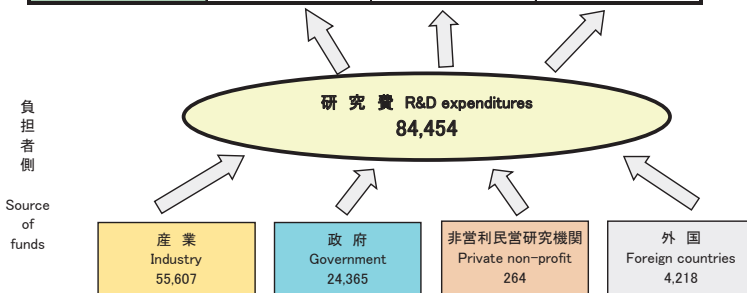 研 究 費 R&D expenditures
84,454
負
担
者
側
Source
of
funds
産 業
Industry
55,607
政 府
Government
24,365
非営利民営研究機関
Private non-profit
264
外 国
Foreign countries
4,218